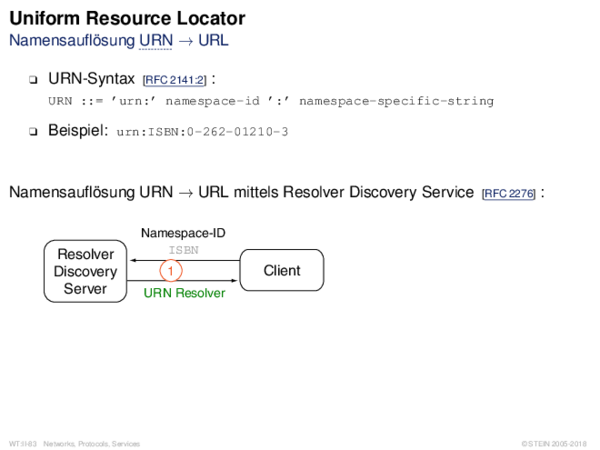 Uniform Resource Locator
Namensauflösung URN → URL
❑ URN-Syntax [RFC 2141:2] :
URN ::= ’urn:’ namespace-id ’:’ namespace-specific-string
❑ Beispiel: urn:ISBN:0-262-01210-3
Namensauflösung URN → URL mittels Resolver Discovery Service [RFC 2276] :
Namespace-ID
ISBN
Resolver
Discovery
Server
1
Client
URN Resolver
WT:II-83 Networks, Protocols, Services
© STEIN 2005-2018